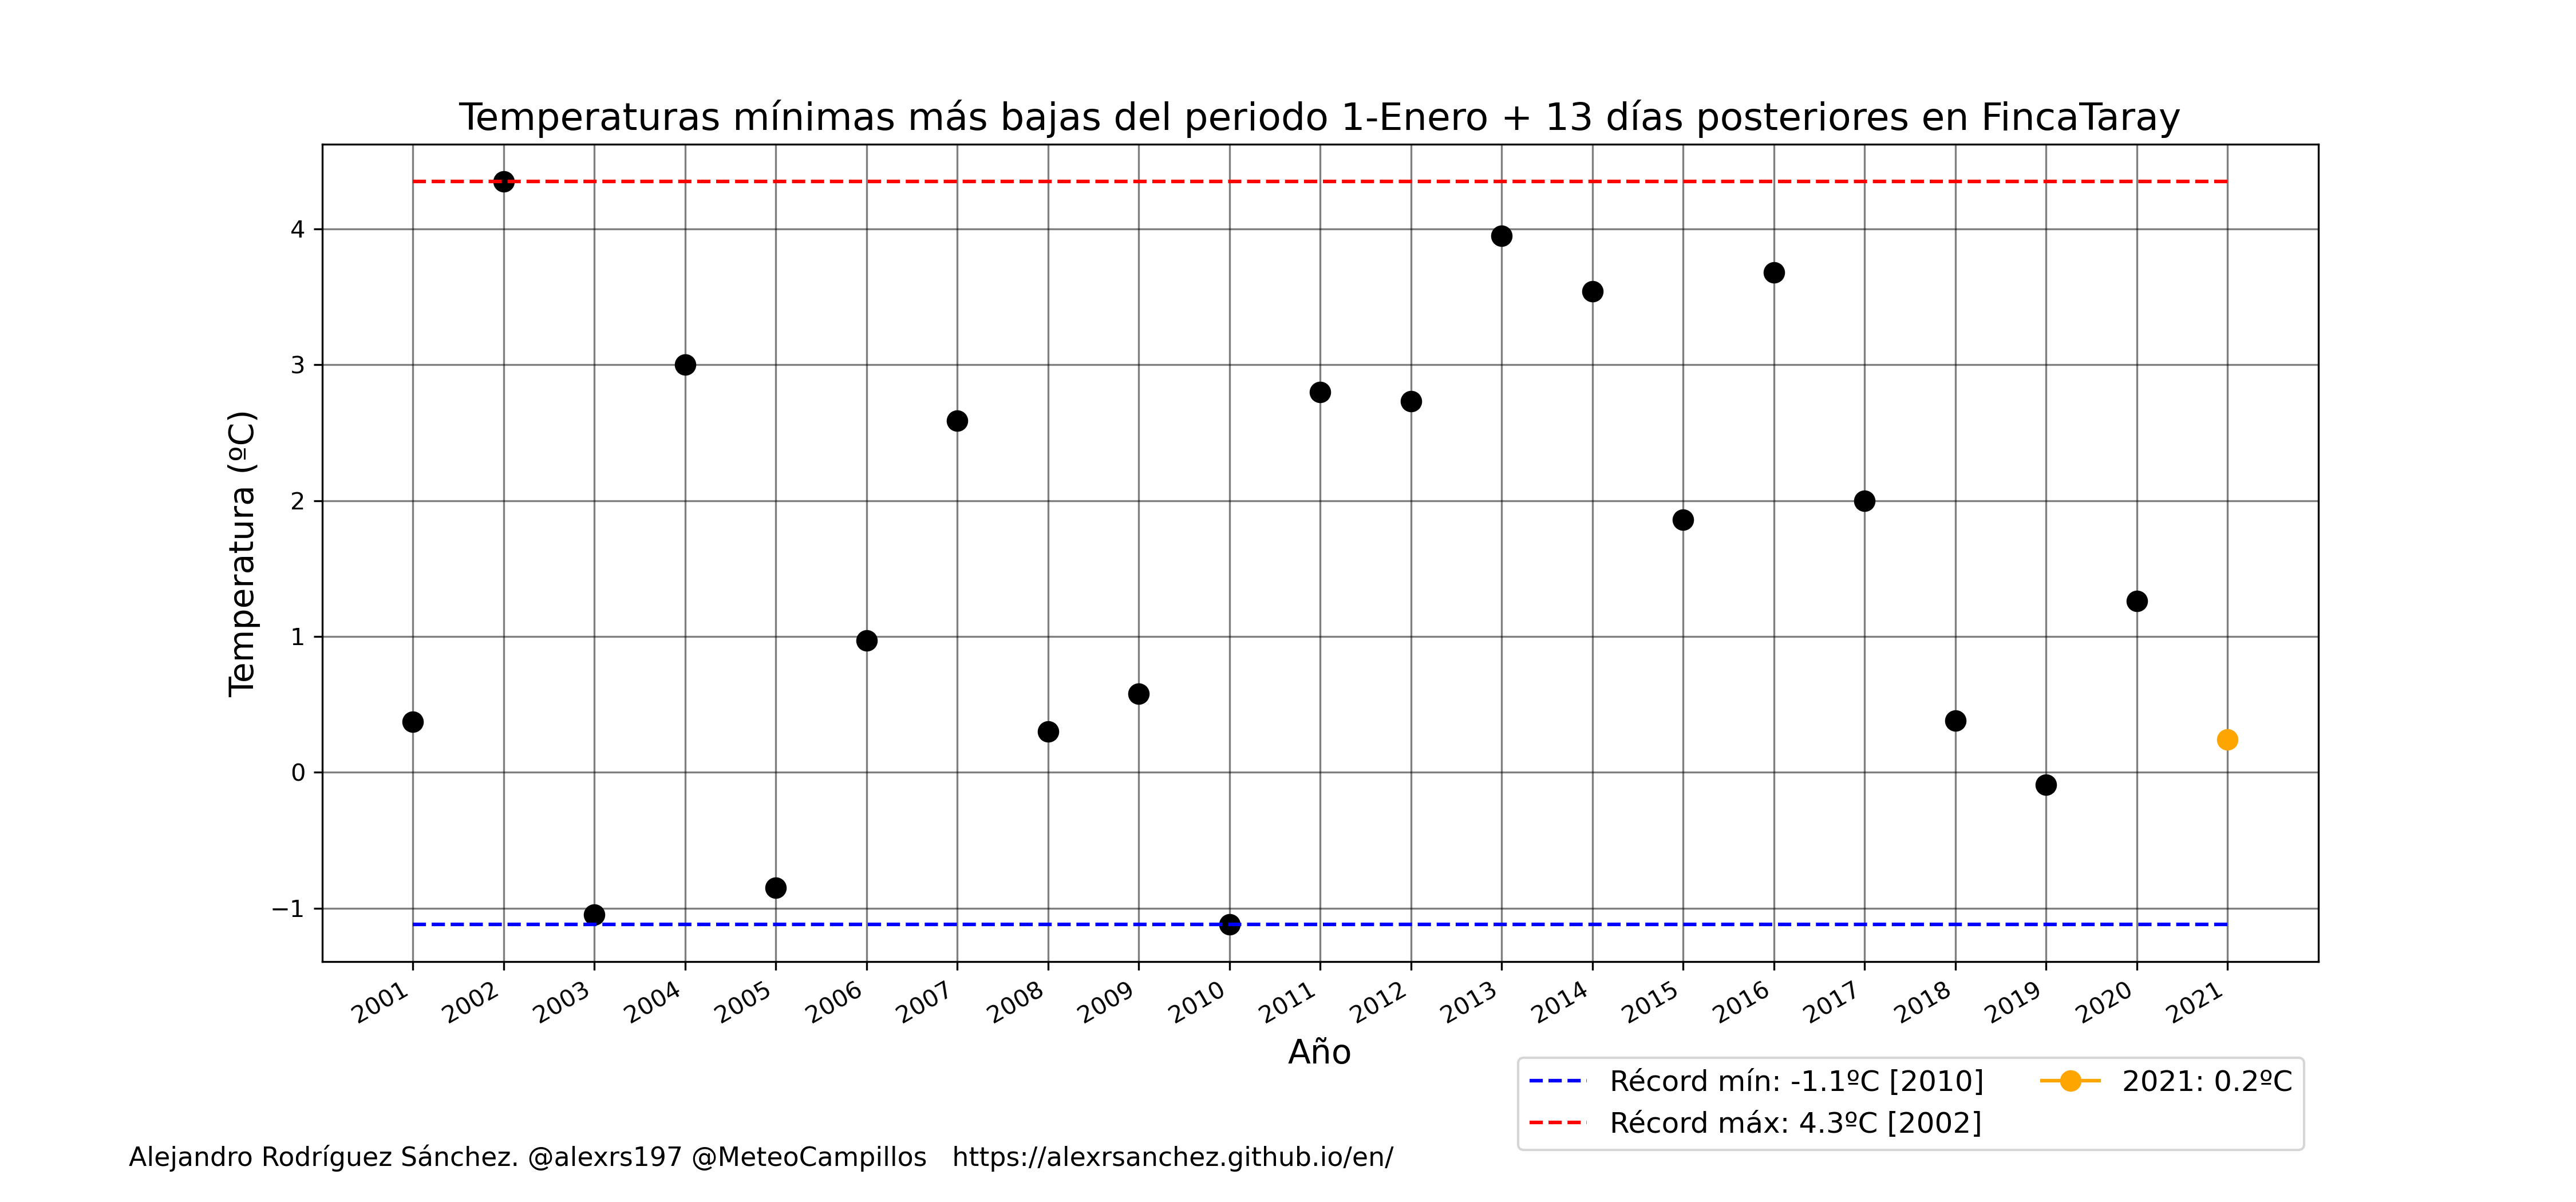 Temperaturas mínimas más bajas del periodo 1-Enero + 13 días posteriores en FincaTaray
Temperatura (ºC)
4
3
2
1
0
−1
2001 2002 2003 2004 2005 2006 2007 2008 2009 2010 2011 2012 2013 2014 2015 2016 2017 2018 2019 2020 2021
Año
Récord mín: -1.1ºC [2010] 2021: 0.2ºC
Récord máx: 4.3ºC [2002]
Alejandro Rodríguez Sánchez. @alexrs197 @MeteoCampillos https://alexrsanchez.github.io/en/